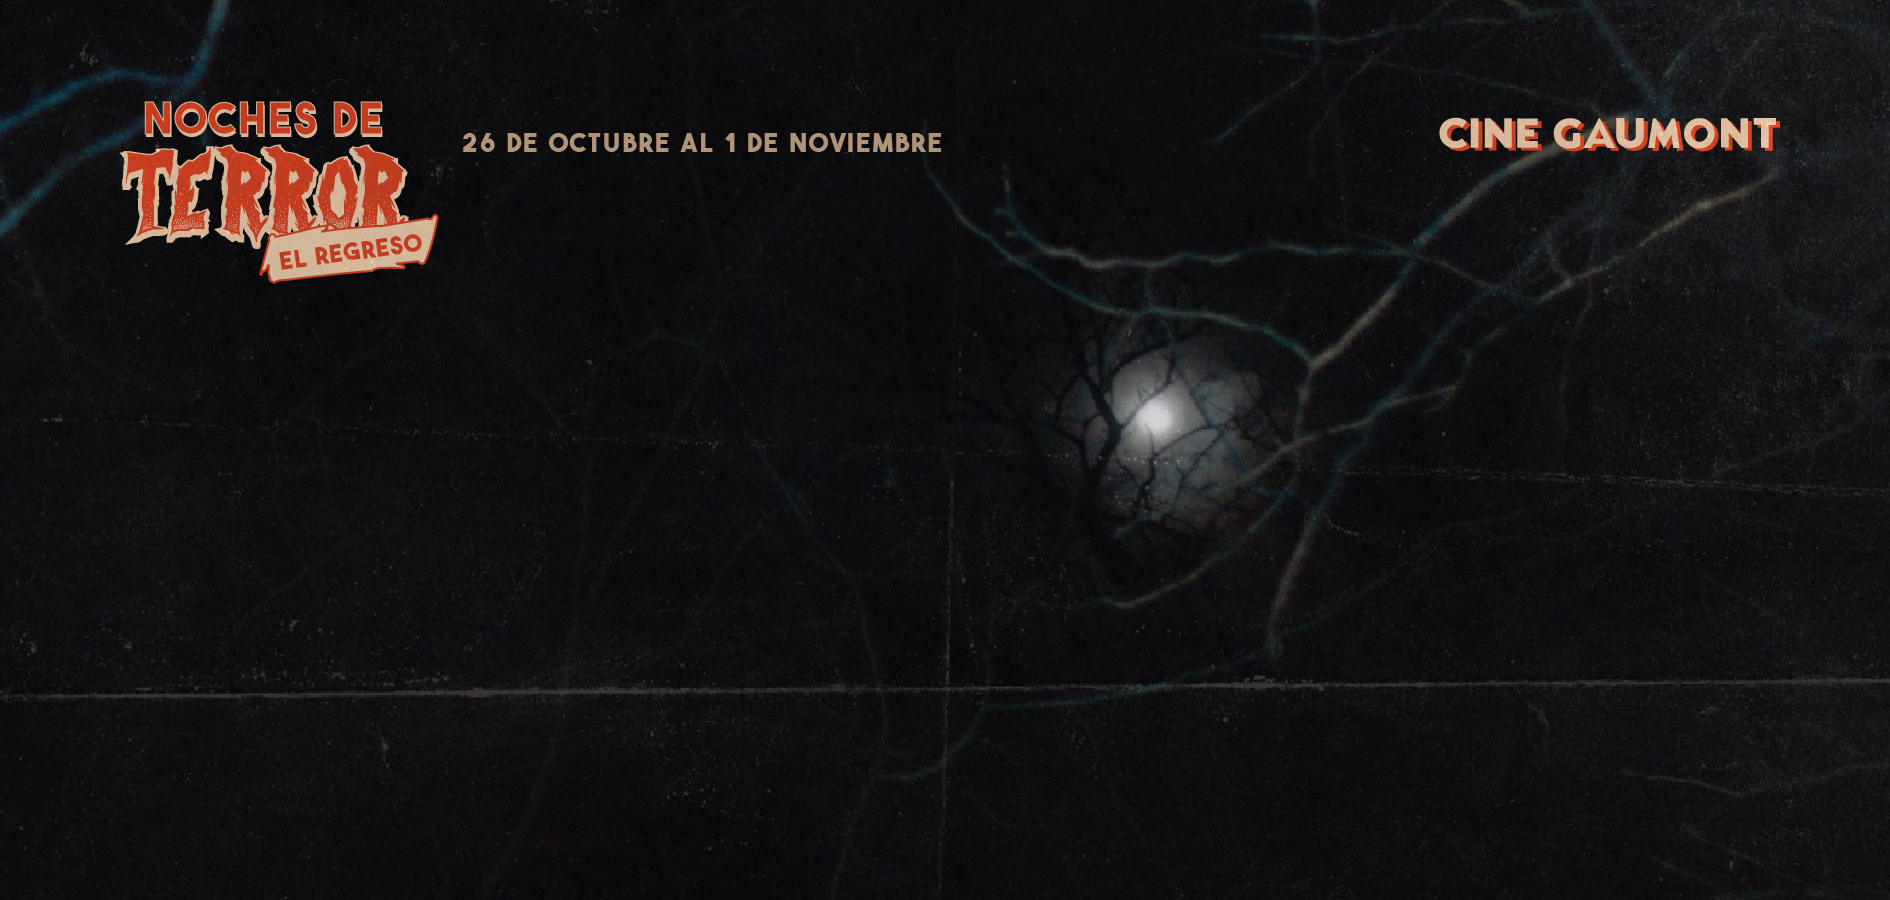 NOCHES DE
TERROR
EL REGRESO
26 DE OCTUBRE AL 1 DE NOVIEMBRE
CINE GAUMONT